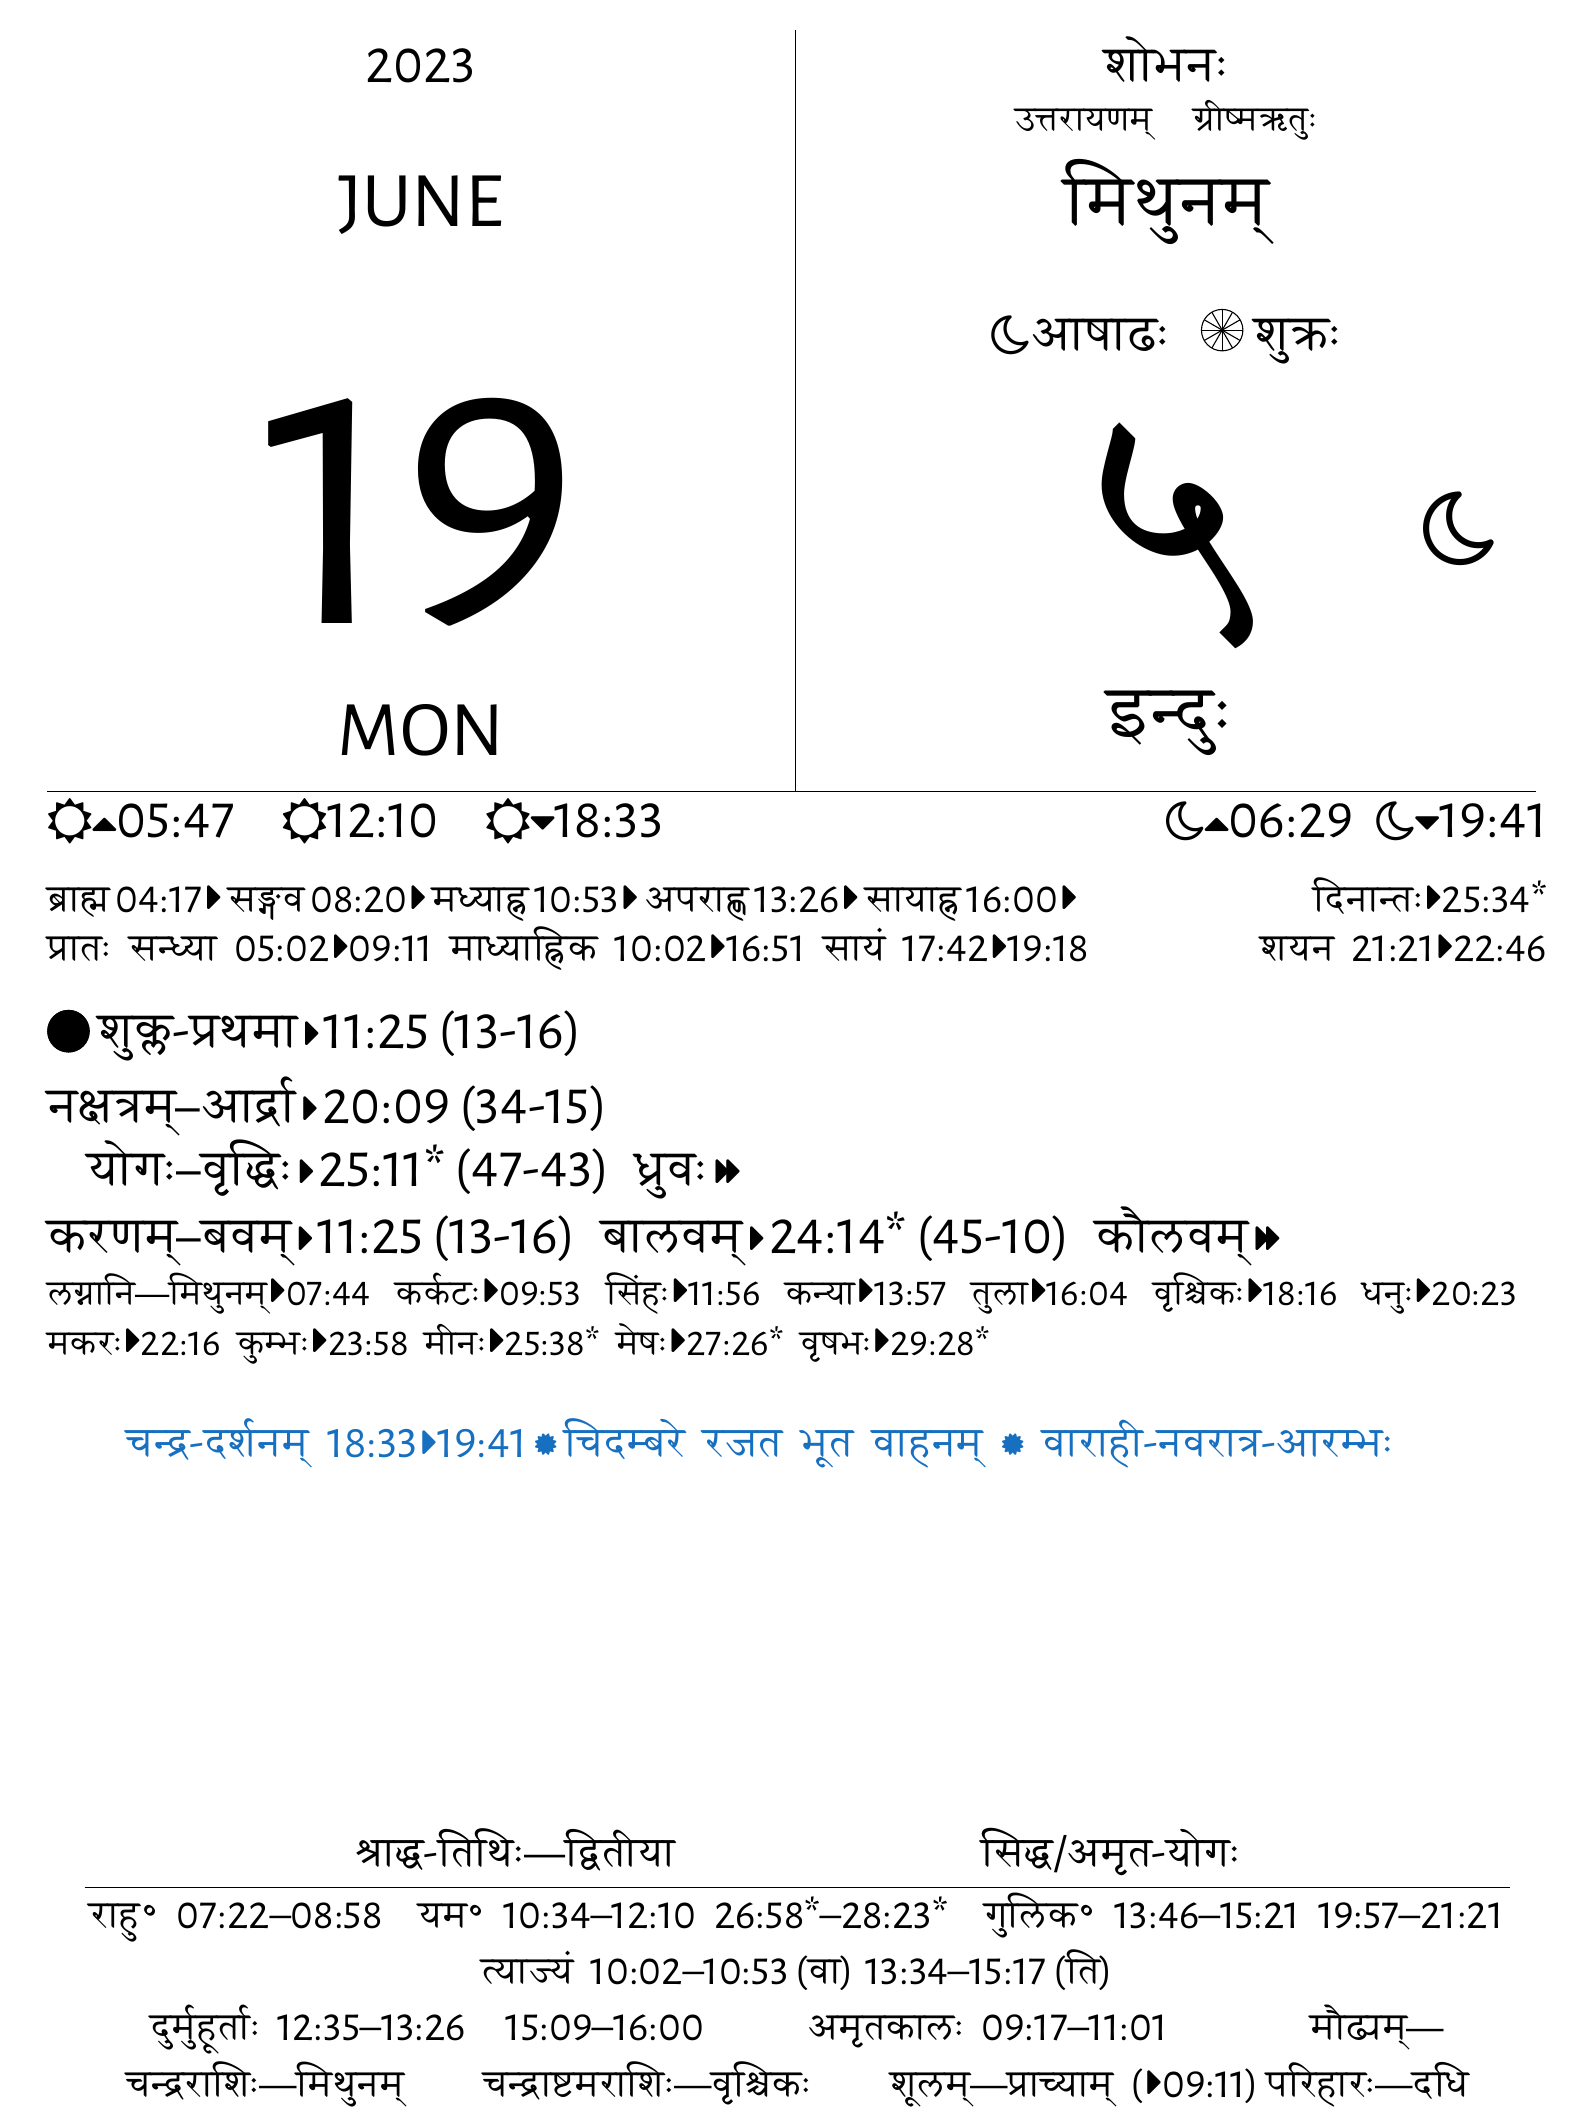 2023
JUNE
19
MON
शोभनः
उत्तरायणम् ग्रीष्मऋतुः
मिथुनम्
आषाढः शुक्रः
५
इन्दुः
05:47 12:10 18:33 06:29 19:41
ब्राह्म 04:17 सङ्गव 08:20 मध्याह्न 10:53 अपराह्ण 13:26 सायाह्न 16:00 दिनान्तः 25:34*
प्रातः सन्ध्या 05:02 09:11 माध्याह्निक 10:02 16:51 सायं 17:42 19:18 शयन 21:21 22:46
शुक्ल-प्रथमा 11:25 (13-16)
नक्षत्रम्–आर्द्रा 20:09 (34-15)
योगः–वृद्धिः 25:11* (47-43) ध्रुवः
करणम्–बवम् 11:25 (13-16) बालवम् 24:14* (45-10) कौलवम्
लग्नानि—मिथुनम् 07:44 कर्कटः 09:53 सिंहः 11:56 कन्या 13:57 तुला 16:04 वृश्चिकः 18:16 धनुः 20:23
मकरः 22:16 कुम्भः 23:58 मीनः 25:38* मेषः 27:26* वृषभः 29:28*
चन्द्र-दर्शनम् 18:33 19:41 चिदम्बरे रजत भूत वाहनम् वाराही-नवरात्र-आरम्भः
श्राद्ध-तिथिः—द्वितीया सिद्ध/अमृत-योगः
राहु॰ 07:22–08:58 यम॰ 10:34–12:10 26:58*–28:23* गुलिक॰ 13:46–15:21 19:57–21:21
त्याज्यं 10:02–10:53 (वा) 13:34–15:17 (ति)
दुर्मुहूर्ताः 12:35–13:26 15:09–16:00 अमृतकालः 09:17–11:01 मौढ्यम्—
चन्द्रराशिः—मिथुनम् चन्द्राष्टमराशिः—वृश्चिकः शूलम्—प्राच्याम् ( 09:11) परिहारः—दधि